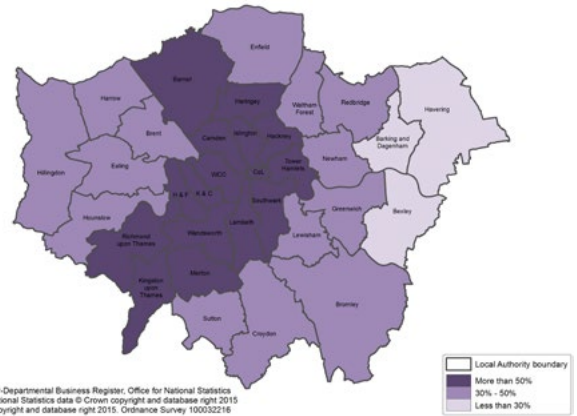 Enfield
Barnet
Harrow
Haringey
Waltham
Forest
Redbridge
Havering
Brent
Camden
Islington
Hackney
Barking and
Dagenham
Hillingdon
Ealing
WCC
CoL
Tower
Hamlets
Newham
H & F
K & C
Southwark
Hounslow
Greenwich
Bexley
Richmond
upon Thames
Wandsworth
Lambeth
Lewisham
Kingston
upon
Thames
Merton
Sutton
Croydon
Bromley
-Departmental Business Register, Office for National Statistics
tional Statistics data © Crown copyright and database right 2015
pyright and database right 2015. Ordnance Survey 100032216
Local Authority boundary
More than 50%
30% - 50%
Less than 30%